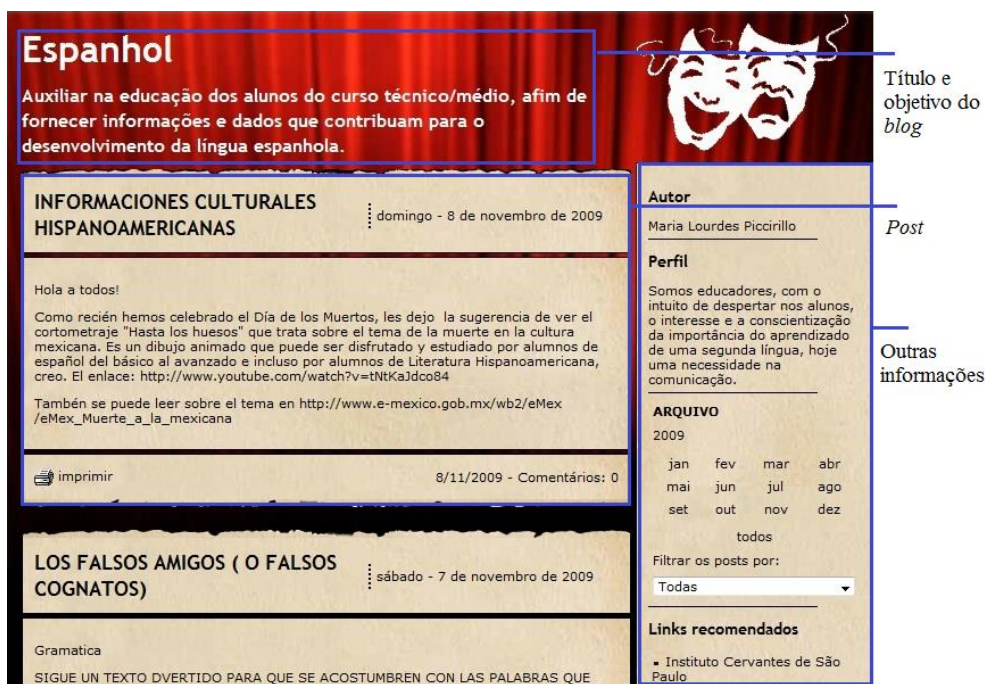 Espanhol
Auxiliar na educação dos alunos do curso técnico/médio, afim de
fornecer informações e dados que contribuam para o
desenvolvimento da língua espanhola.
Título e
objetivo do
blog
INFORMACIONES CULTURALES
HISPANOAMERICANAS
domingo - 8 de novembro de 2009
Post
Hola a todos!
Como recién hemos celebrado el Día de los Muertos, les dejo la sugerencia de ver el
cortometraje "Hasta los huesos" que trata sobre el tema de la muerte en la cultura
mexicana. Es un dibujo animado que puede ser disfrutado y estudiado por alumnos de
español del básico al avanzado e incluso por alumnos de Literatura Hispanoamericana,
creo. El enlace: http://www.youtube.com/watch?v=tNtKaJdco84
Tambén se puede leer sobre el tema en http://www.e-mexico.gob.mx/wb2/eMex
/eMex_Muerte_a_la_mexicana
imprimir
8/11/2009 - Comentários: 0
LOS FALSOS AMIGOS ( O FALSOS
COGNATOS)
sábado - 7 de novembro de 2009
Gramatica
SIGUE UN TEXTO DVERTIDO PARA QUE SE ACOSTUMBREN CON LAS PALABRAS QUE
Autor
Maria Lourdes Piccirillo
Perfil
Somos educadores, com o
intuito de despertar nos alunos,
o interesse e a conscientização
da importância do aprendizado
de uma segunda língua, hoje
uma necessidade na
comunicação.
Outras
informações
ARQUIVO
2009
jan fev mar abr
mai jun jul ago
set out nov dez
todos
Filtrar os posts por:
Todas
Links recomendados
Instituto Cervantes de São
Paulo